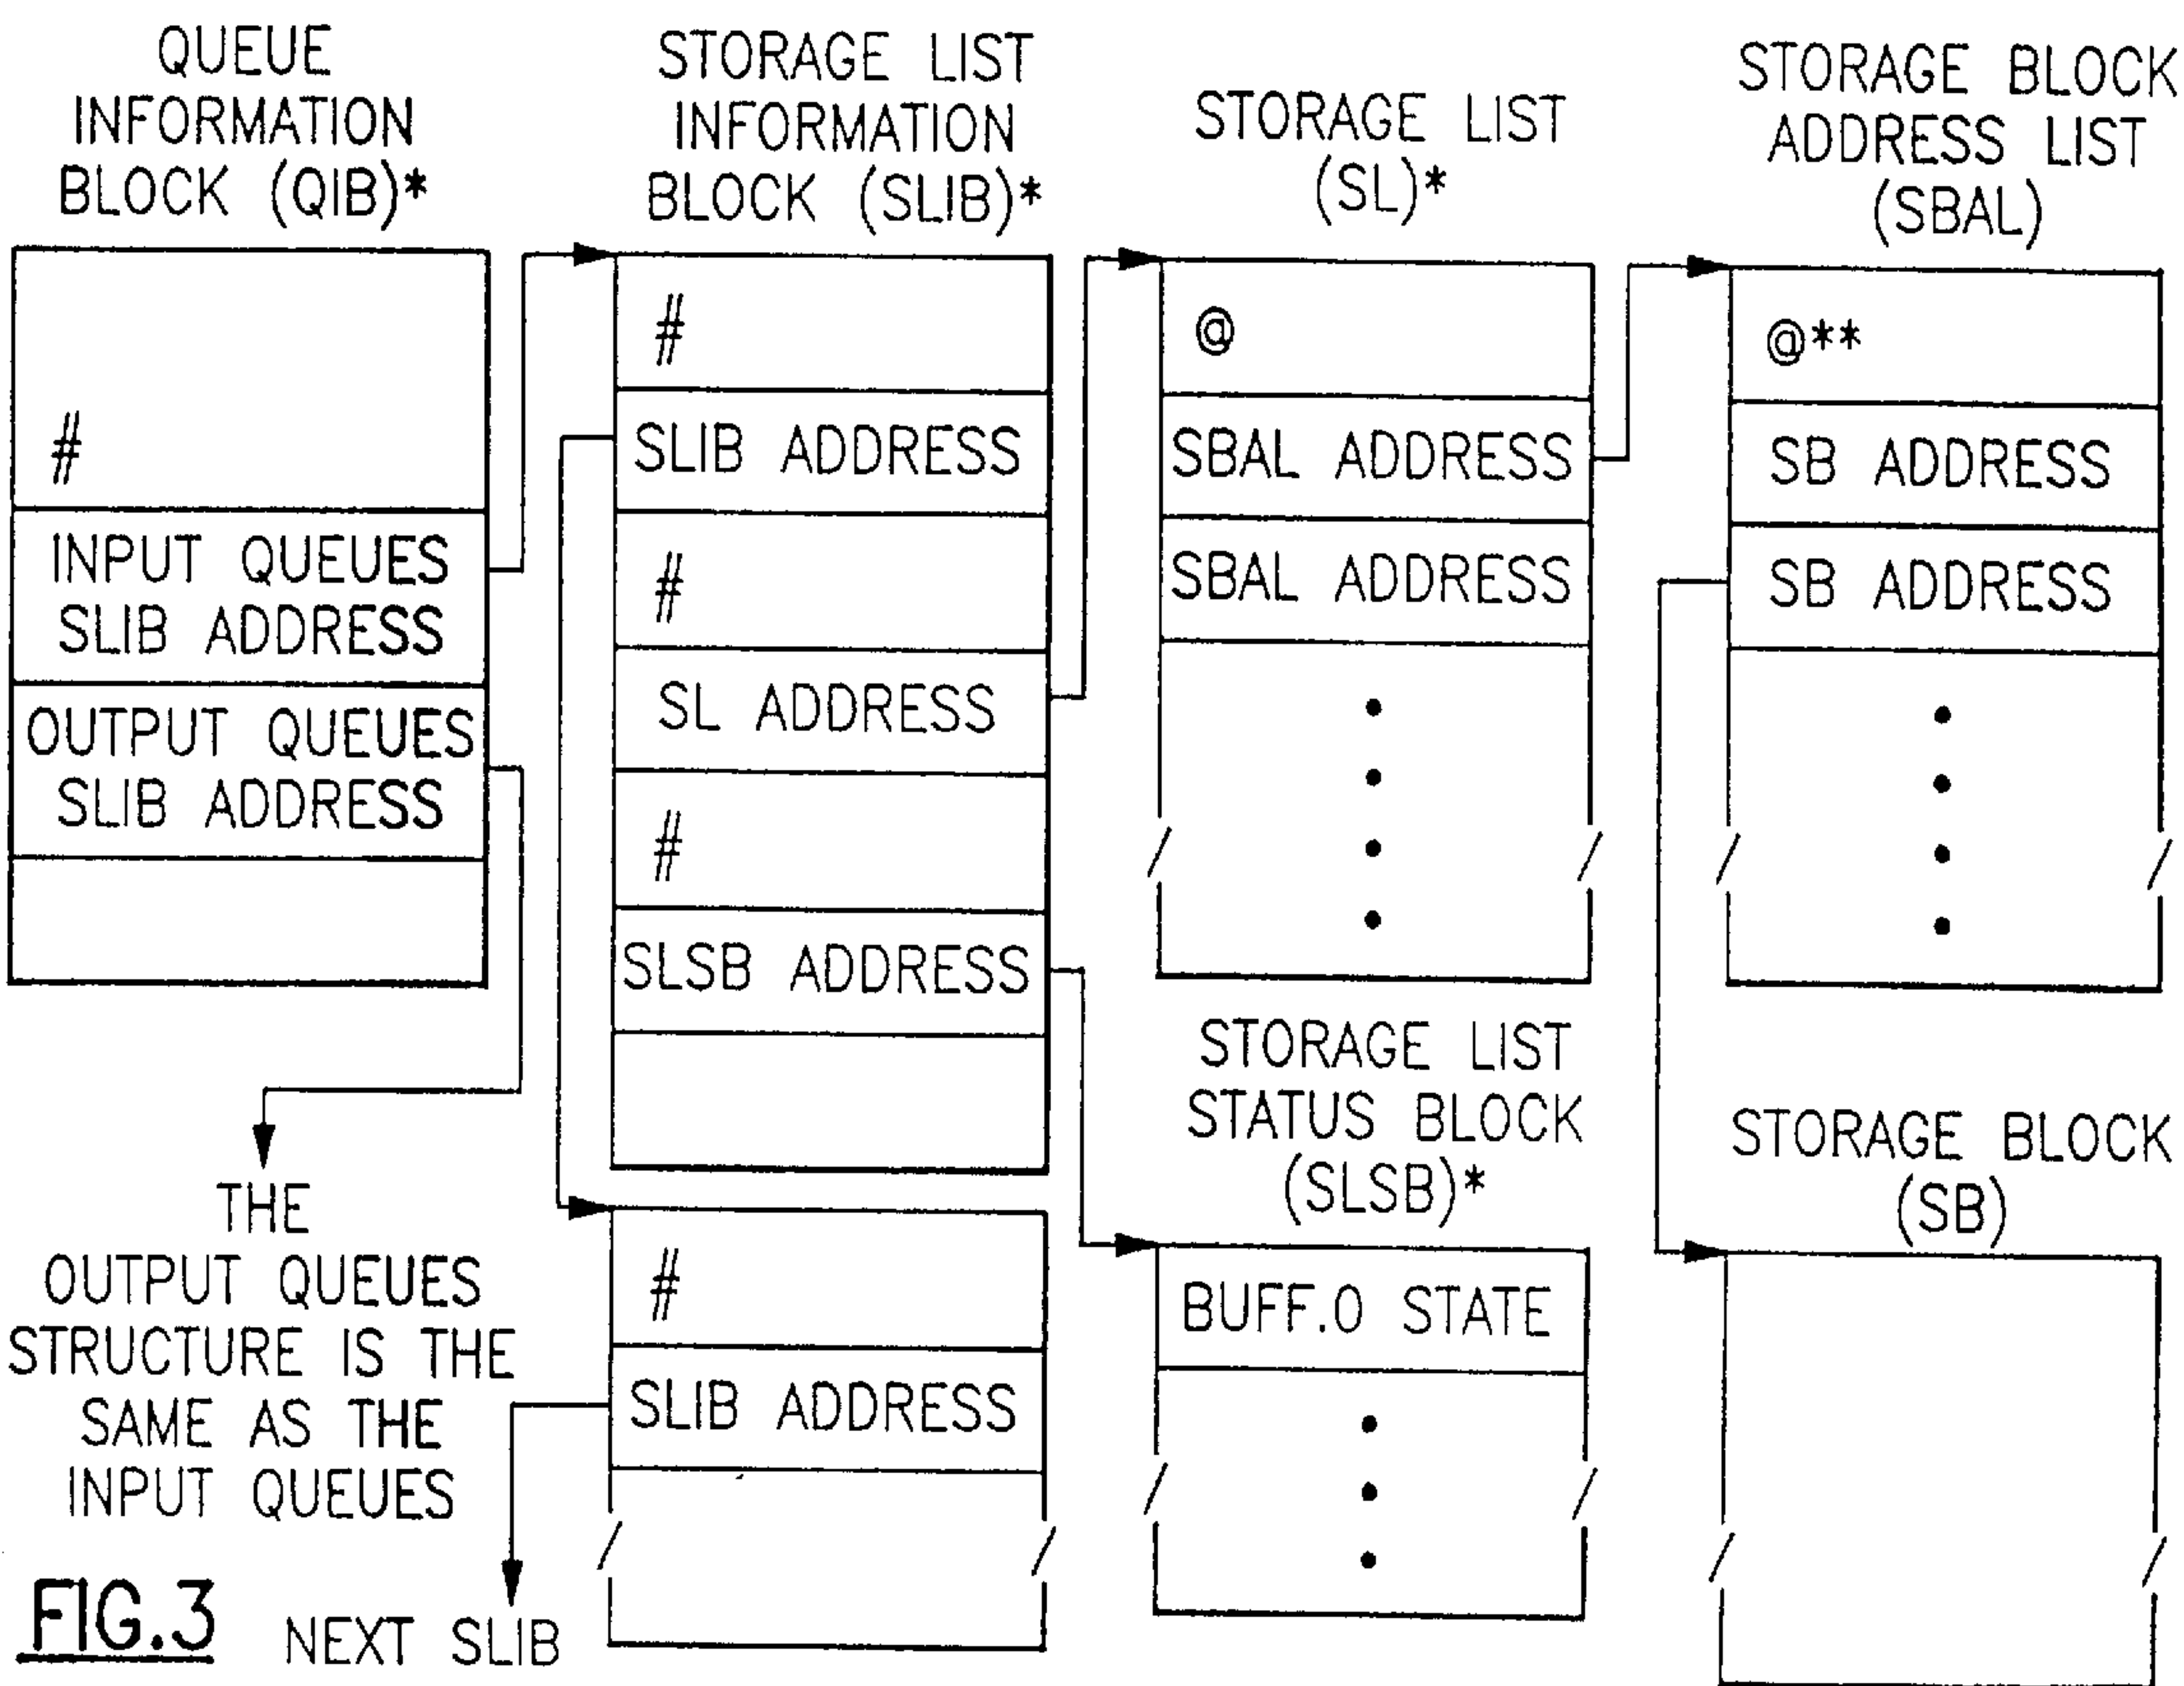 QUEUE
INFORMATION
BLOCK (QIB)*
#
INPUT QUEUES
SLIB ADDRESS
OUTPUT QUEUES
SLIB ADDRESS
THE
OUTPUT QUEUES
STRUCTURE IS THE
SAME AS THE
INPUT QUEUES
STORAGE LIST
INFORMATION
BLOCK (SLIB)*
#
SLIB ADDRESS
#
SL ADDRESS
#
SLSB ADDRESS
#
SLIB ADDRESS
NEXT SLIB
STORAGE LIST
(SL)*
@
SBAL ADDRESS
SBAL ADDRESS
STORAGE LIST
STATUS BLOCK
(SLSB)*
BUFF.0 STATE
STORAGE BLOCK
ADDRESS LIST
(SBAL)
@**
SB ADDRESS
SB ADDRESS
STORAGE BLOCK
(SB)
FIG.3